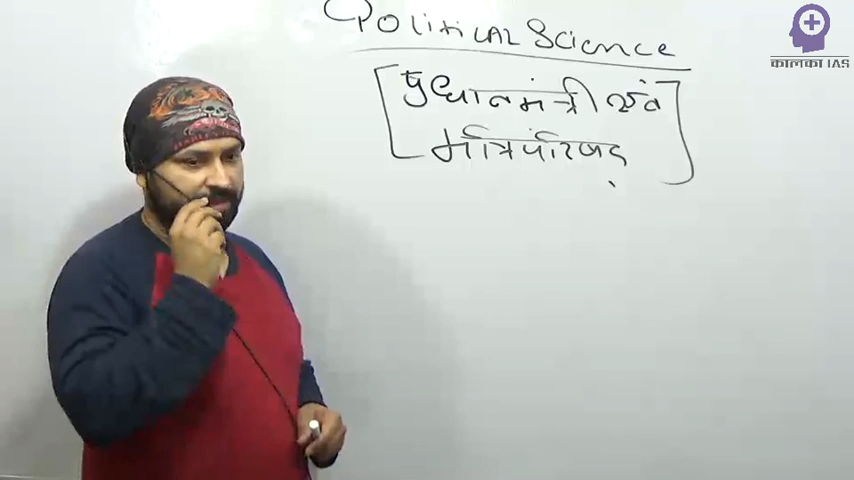 Political Science
प्रधानमंत्री एवं
मंत्रिपरिषद्
कालका IAS